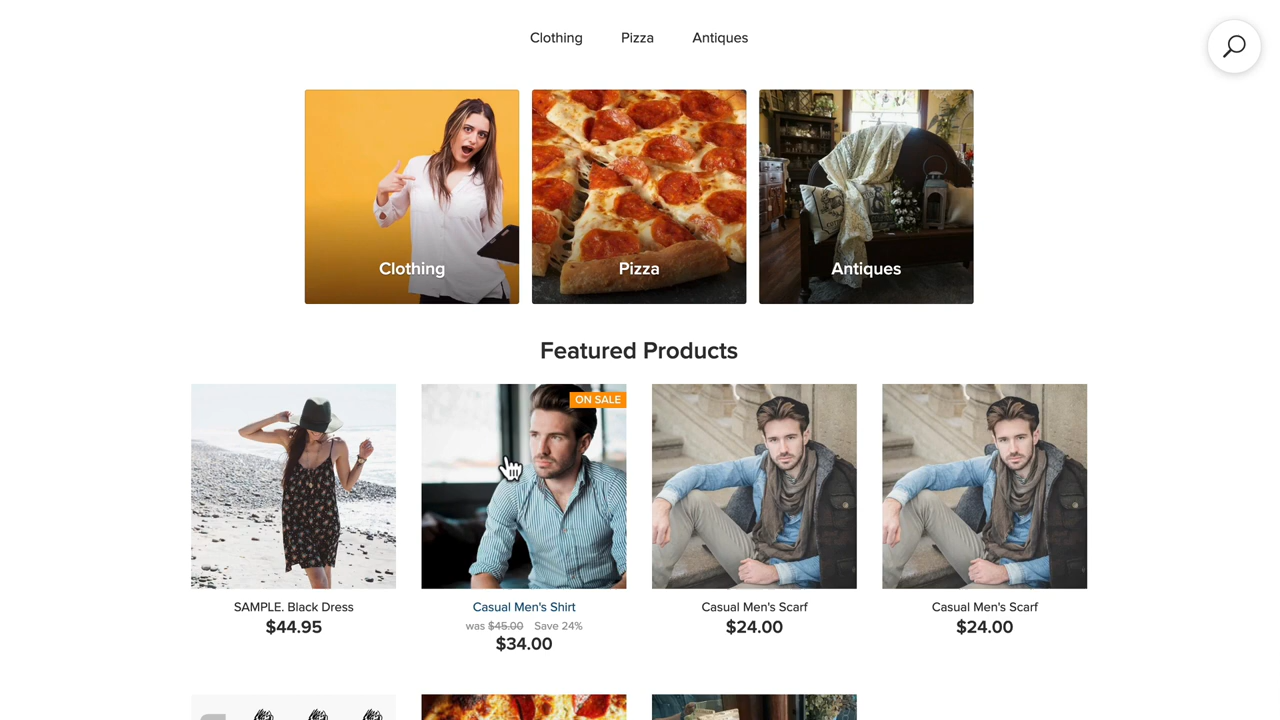 Clothing Pizza Antiques
Clothing
Pizza
Antiques
Featured Products
ON SALE
SAMPLE. Black Dress
$44.95
Casual Men's Shirt
was $45.00 Save 24%
$34.00
Casual Men's Scarf
$24.00
Casual Men's Scarf
$24.00